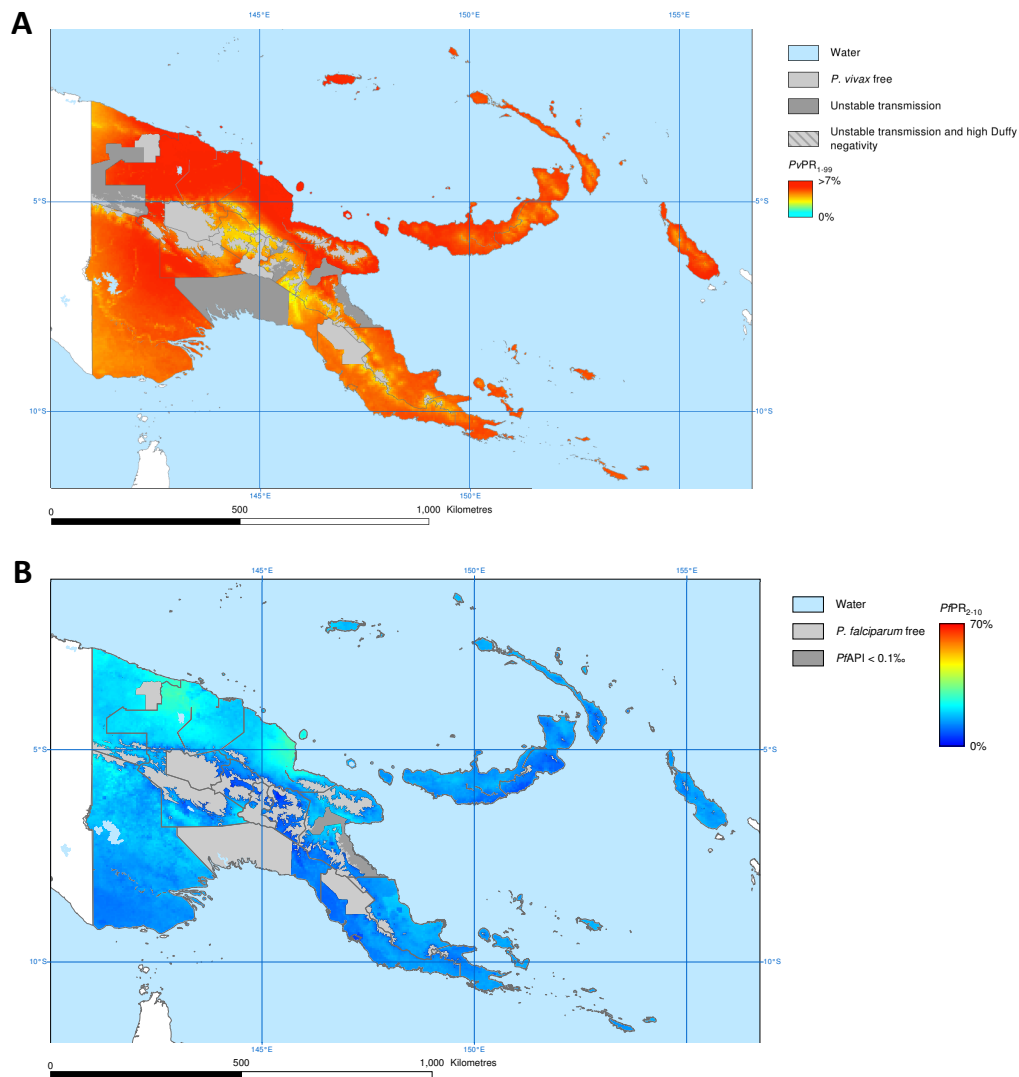 A
145°E 150°E 155°E
5°S 5°S
10°S 10°S
145°E 150°E
0 500 1,000 Kilometres
Water
P. vivax free
Unstable transmission
Unstable transmission and high Duffy
negativity
PvPR1-99
>7%
0%
B
145°E 150°E 155°E
5°S 5°S
10°S 10°S
145°E 150°E 155°E
0 500 1,000 Kilometres
Water
P. falciparum free
PfAPI < 0.1‰
PfPR2-10
70%
0%